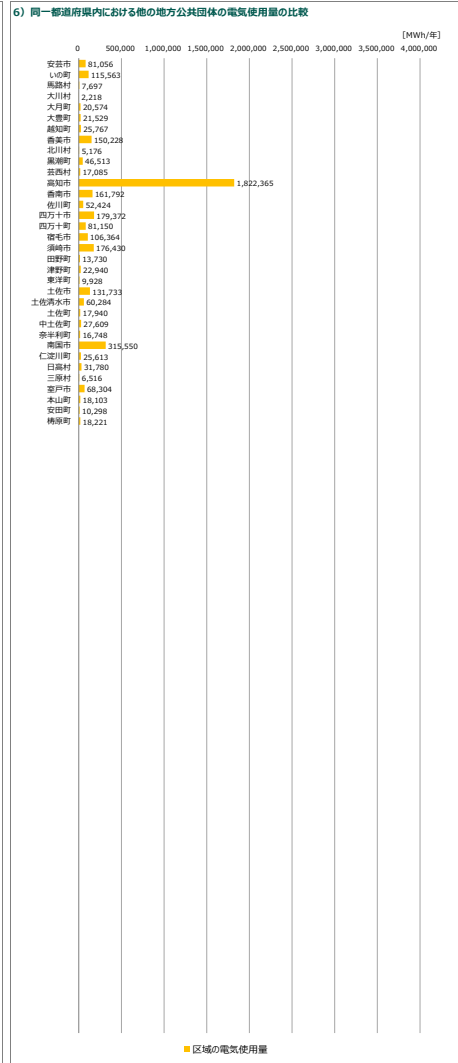 6）同一都道府県内における他の地方公共団体の電気使用量の比較
[MWh/年]
0 500,000 1,000,000 1,500,000 2,000,000 2,500,000 3,000,000 3,500,000 4,000,000
安芸市 81,056
いの町 115,563
馬路村 7,697
大川村 2,218
大月町 20,574
大豊町 21,529
越知町 25,767
香美市 150,228
北川村 5,176
黒潮町 46,513
芸西村 17,085
高知市 1,822,365
香南市 161,792
佐川町 52,424
四万十市 179,372
四万十町 81,150
宿毛市 106,364
須崎市 176,430
田野町 13,730
津野町 22,940
東洋町 9,928
土佐市 131,733
土佐清水市 60,284
土佐町 17,940
中土佐町 27,609
奈半利町 16,748
南国市 315,550
仁淀川町 25,613
日高村 31,780
三原村 6,516
室戸市 68,304
本山町 18,103
安田町 10,298
梼原町 18,221
区域の電気使用量